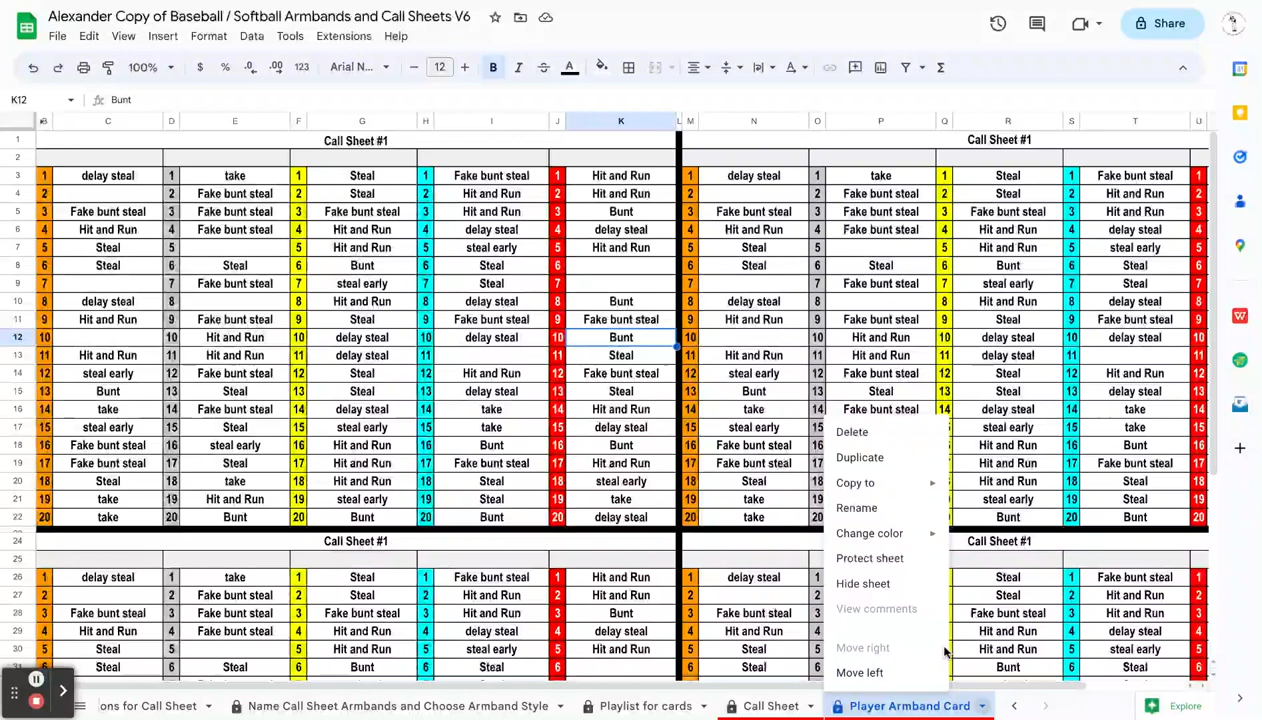 Alexander Copy of Baseball / Softball Armbands and Call Sheets V6
File Edit View Insert Format Data Tools Extensions Help
Share
100% $ % .0 .00 123 Arial Na... 12 B I A
K12 fx Bunt
B C D E F G H I J K L M N O P Q R S T U
1 Call Sheet #1 Call Sheet #1
2
3 1 delay steal 1 take 1 Steal 1 Fake bunt steal 1 Hit and Run 1 delay steal 1 take 1 Steal 1 Fake bunt steal 1
4 2 2 Fake bunt steal 2 Steal 2 Hit and Run 2 Hit and Run 2 2 Fake bunt steal 2 Steal 2 Hit and Run 2
5 3 Fake bunt steal 3 Fake bunt steal 3 Fake bunt steal 3 Hit and Run 3 Bunt 3 Fake bunt steal 3 Fake bunt steal 3 Fake bunt steal 3 Hit and Run 3
6 4 Hit and Run 4 Fake bunt steal 4 Hit and Run 4 delay steal 4 delay steal 4 Hit and Run 4 Fake bunt steal 4 Hit and Run 4 delay steal 4
7 5 Steal 5 5 Hit and Run 5 steal early 5 Hit and Run 5 Steal 5 5 Hit and Run 5 steal early 5
8 6 Steal 6 Steal 6 Bunt 6 Steal 6 6 Steal 6 Steal 6 Bunt 6 Steal 6
9 7 7 Fake bunt steal 7 steal early 7 Steal 7 7 7 Fake bunt steal 7 steal early 7 Steal 7
10 8 delay steal 8 8 Hit and Run 8 delay steal 8 Bunt 8 delay steal 8 8 Hit and Run 8 delay steal 8
11 9 Hit and Run 9 Fake bunt steal 9 Steal 9 Fake bunt steal 9 Fake bunt steal 9 Hit and Run 9 Fake bunt steal 9 Steal 9 Fake bunt steal 9
12 10 10 Hit and Run 10 delay steal 10 delay steal 10 Bunt 10 10 Hit and Run 10 delay steal 10 delay steal 10
13 11 Hit and Run 11 Hit and Run 11 delay steal 11 11 Steal 11 Hit and Run 11 Hit and Run 11 delay steal 11 11
14 12 steal early 12 Fake bunt steal 12 Steal 12 Hit and Run 12 Fake bunt steal 12 steal early 12 Fake bunt steal 12 Steal 12 Hit and Run 12
15 13 Bunt 13 Steal 13 Steal 13 delay steal 13 Steal 13 Bunt 13 Steal 13 Steal 13 delay steal 13
16 14 take 14 Fake bunt steal 14 delay steal 14 take 14 Hit and Run 14 take 14 Fake bunt steal 14 delay steal 14 take 14
17 15 steal early 15 Steal 15 steal early 15 take 15 delay steal 15 steal early steal early 15 take 15
18 16 Fake bunt steal 16 steal early 16 Hit and Run 16 Bunt 16 Bunt 16 Fake bunt steal Hit and Run 16 Bunt 16
19 17 Fake bunt steal 17 Steal 17 Hit and Run 17 Fake bunt steal 17 Hit and Run 17 Fake bunt steal Hit and Run 17 Fake bunt steal 17
20 18 Steal 18 take 18 Hit and Run 18 Steal 18 steal early 18 Steal Hit and Run 18 Steal 18
21 19 take 19 Hit and Run 19 steal early 19 Steal 19 take 19 take steal early 19 Steal 19
22 20 take 20 Bunt 20 Bunt 20 Bunt 20 delay steal 20 take Bunt 20 Bunt 20
24 Call Sheet #1 Call Sheet #1
25
26 1 delay steal 1 take 1 Steal 1 Fake bunt steal 1 Hit and Run 1 delay steal Steal 1 Fake bunt steal 1
27 2 2 Fake bunt steal 2 Steal 2 Hit and Run 2 Hit and Run 2 Steal 2 Hit and Run 2
28 3 Fake bunt steal 3 Fake bunt steal 3 Fake bunt steal 3 Hit and Run 3 Bunt 3 Fake bunt steal Fake bunt steal 3 Hit and Run 3
29 4 Hit and Run 4 Fake bunt steal 4 Hit and Run 4 delay steal 4 delay steal 4 Hit and Run Hit and Run 4 delay steal 4
30 5 Steal 5 5 Hit and Run 5 steal early 5 Hit and Run 5 Steal Hit and Run 5 steal early 5
6 Steal 6 Steal 6 Bunt 6 Steal 6 6 Steal Bunt 6 Steal
Delete
Duplicate
Copy to
Rename
Change color
Protect sheet
Hide sheet
View comments
Move right
Move left
ons for Call Sheet Name Call Sheet Armbands and Choose Armband Style Playlist for cards Call Sheet Player Armband Card Explore